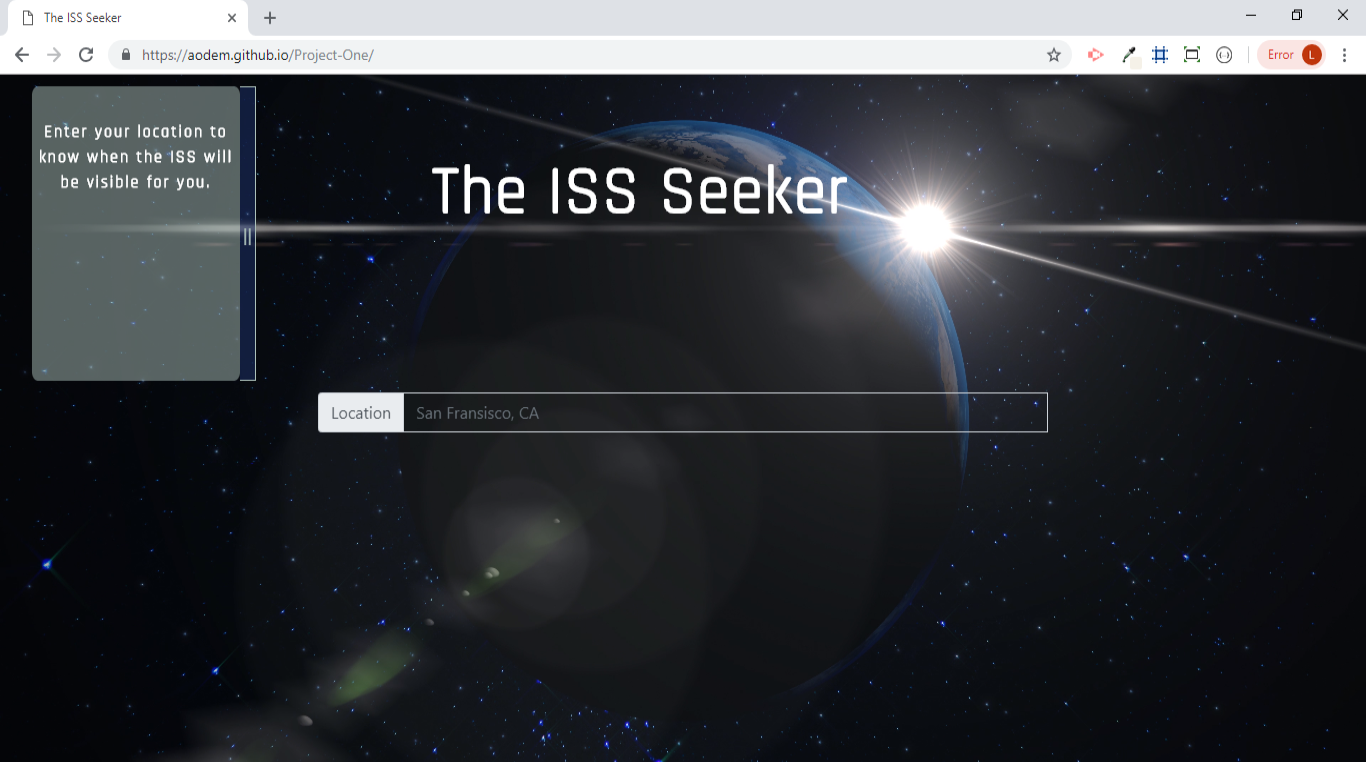 The ISS Seeker
https://aodem.github.io/Project-One/
Error L
Enter your location to
know when the ISS will
be visible for you.
The ISS Seeker
Location San Fransisco, CA